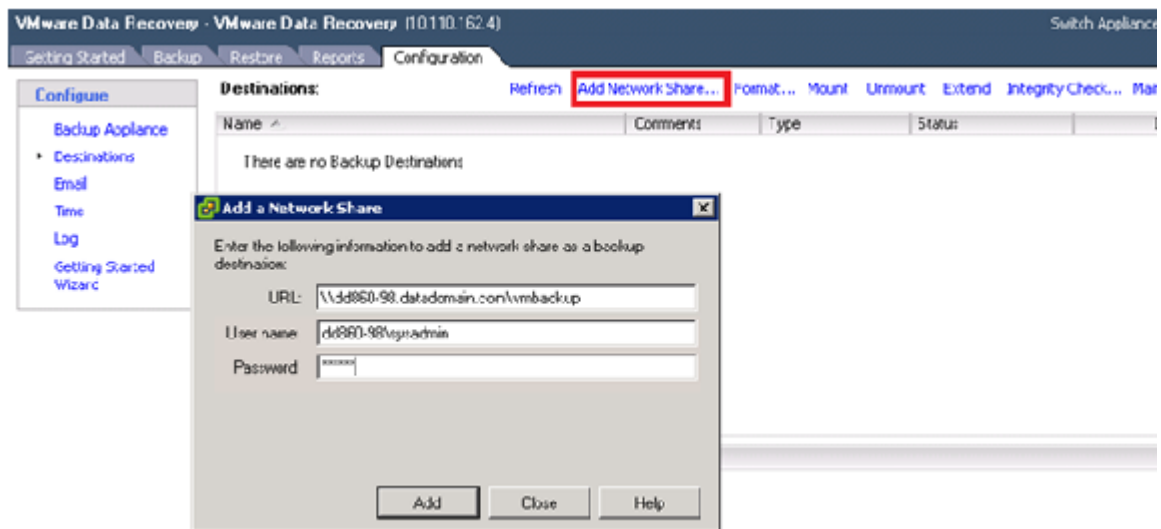 VMware Data Recovery - VMware Data Recovery (10.110.162.4) Switch Appliance
Getting Started Backup Restore Reports Configuration
Configure
Backup Appliance
Destinations
Email
Time
Log
Getting Started
Wizard
Destinations: Refresh Add Network Share... Format... Mount Unmount Extend Integrity Check...
Name Comments Type Status
There are no Backup Destinations
Add a Network Share
Enter the following information to add a network share as a backup
destination:
URL: \\dd860-98.datadomain.com\vmbackup
User name dd860-98\sysadmin
Password ******
Add Close Help